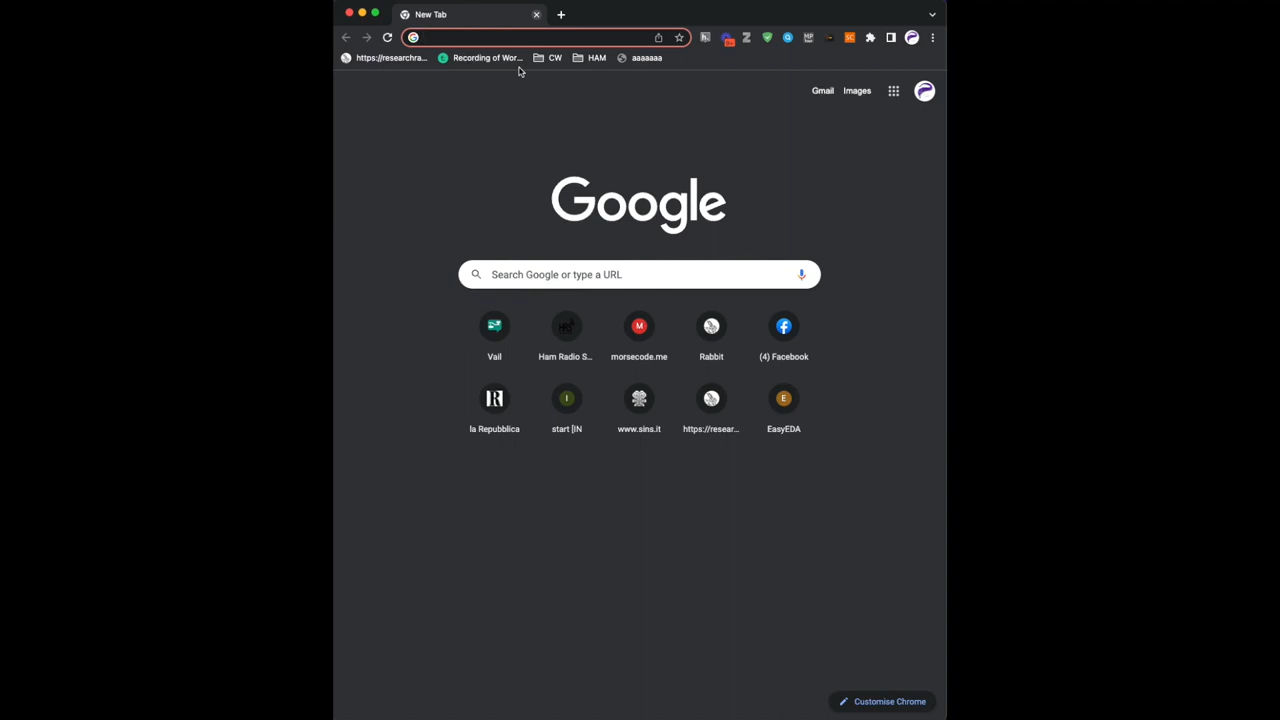 New Tab
https://researchra... Recording of Wor... CW HAM aaaaaaa
Gmail Images
Google
Search Google or type a URL
Vail Ham Radio S... morsecode.me Rabbit (4) Facebook
la Repubblica start [IN www.sins.it https://resear... EasyEDA
Customise Chrome